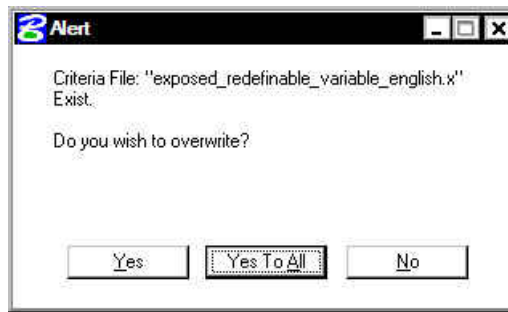 Alert
Criteria File: "exposed_redefinable_variable_english.x"
Exist.
Do you wish to overwrite?
Yes
Yes To All
No